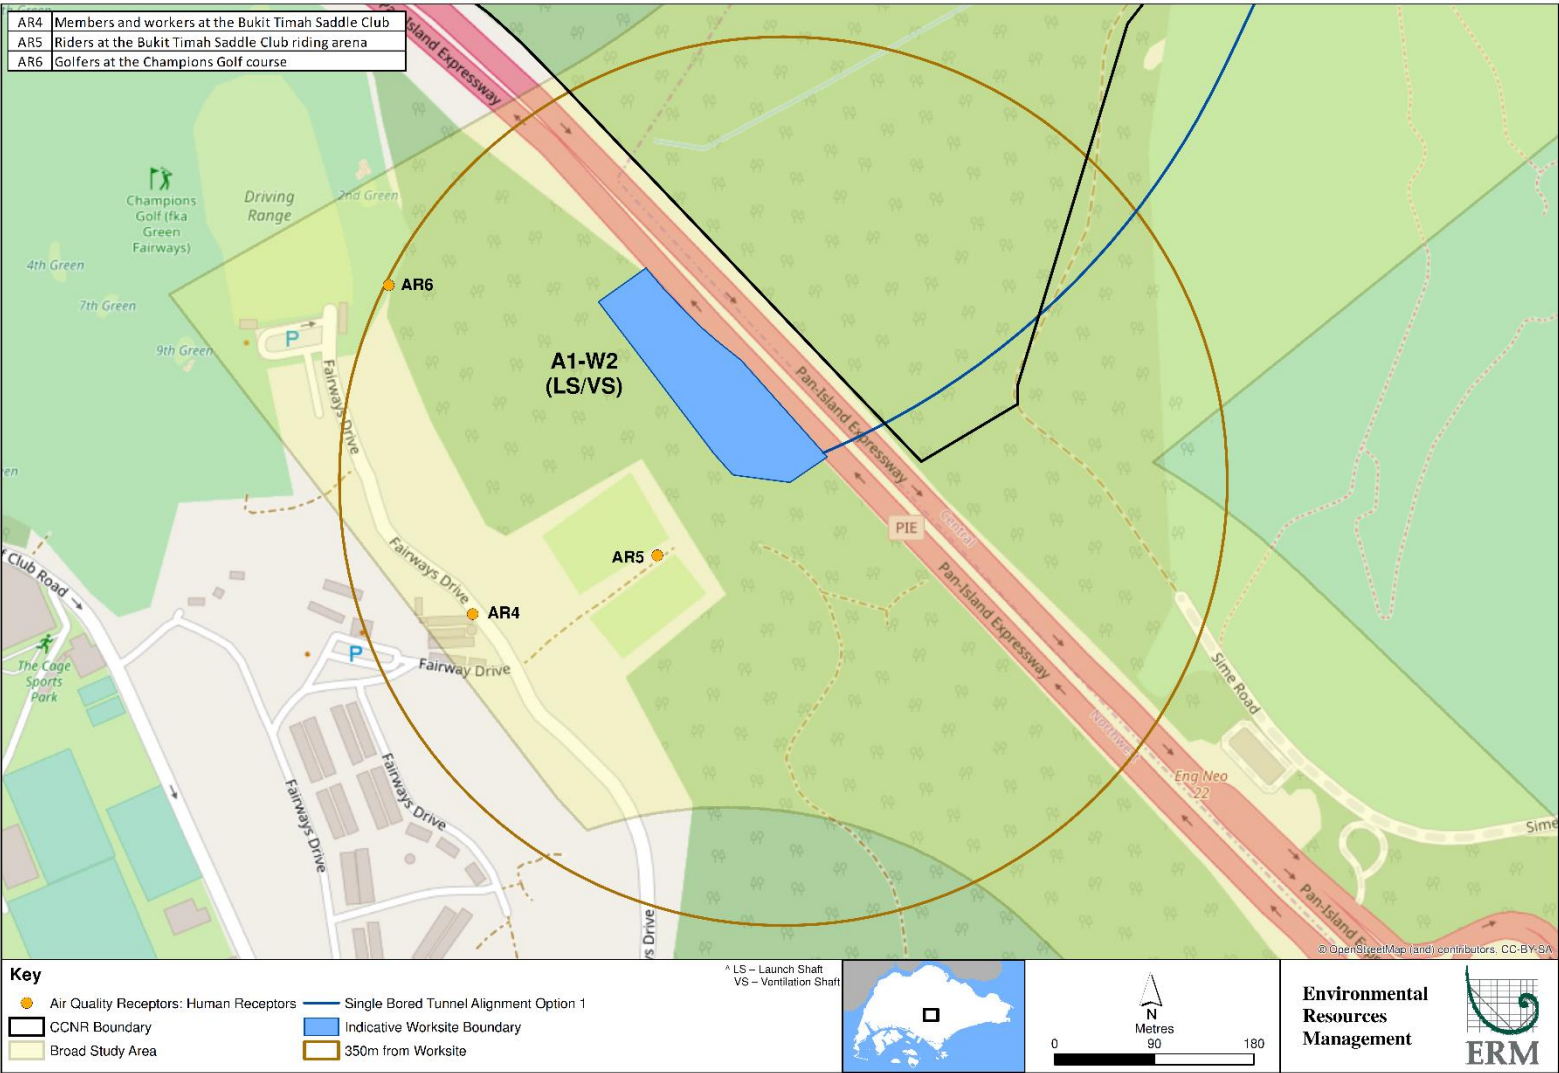 AR4 Members and workers at the Bukit Timah Saddle Club
AR5 Riders at the Bukit Timah Saddle Club riding arena
AR6 Golfers at the Champions Golf course
Pan-Island Expressway
Champions
Golf (fka
Green
Fairways)
Driving
Range
2nd Green
4th Green
7th Green
9th Green
AR6
P
Fairways Drive
A1-W2
(LS/VS)
Pan-Island Expressway
PIE
Central
Pan-Island Expressway
AR5
Fairways Drive
AR4
Club Road
The Cage
Sports
Park
P
Fairway Drive
Sime Road
Eng Neo
22
Sime
Fairways Drive
Fairways Drive
s Drive
Pan-Island
© OpenStreetMap (and) contributors, CC-BY-SA
Key
^ LS – Launch Shaft
VS – Ventilation Shaft
Air Quality Receptors: Human Receptors
Single Bored Tunnel Alignment Option 1
CCNR Boundary
Indicative Worksite Boundary
Broad Study Area
350m from Worksite
N
Metres
0 90 180
Environmental
Resources
Management
ERM